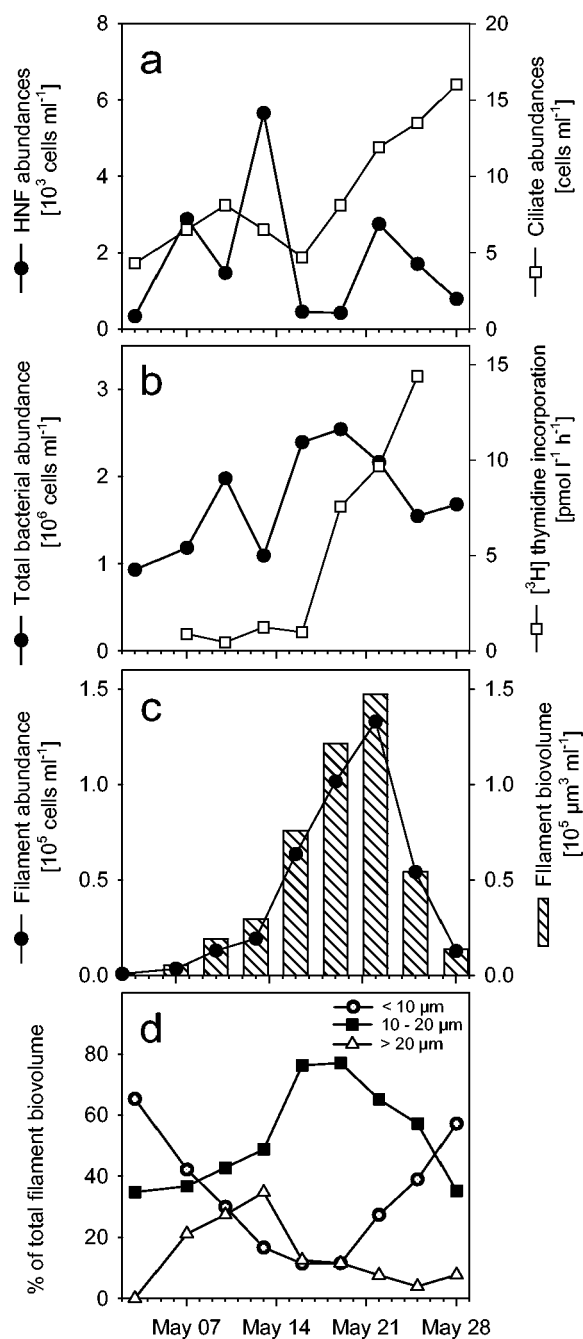 a
HNF abundances
[10³ cells ml⁻¹]
8
6
4
2
0
20
15
10
5
0
Ciliate abundances
[cells ml⁻¹]
b
Total bacterial abundance
[10⁶ cells ml⁻¹]
3
2
1
0
15
10
5
0
[³H] thymidine incorporation
[pmol l⁻¹ h⁻¹]
c
Filament abundance
[10⁵ cells ml⁻¹]
1.5
1.0
0.5
0.0
1.5
1.0
0.5
0.0
Filament biovolume
[10⁵ µm³ ml⁻¹]
d
< 10 µm
10 - 20 µm
> 20 µm
% of total filament biovolume
80
60
40
20
0
May 07 May 14 May 21 May 28